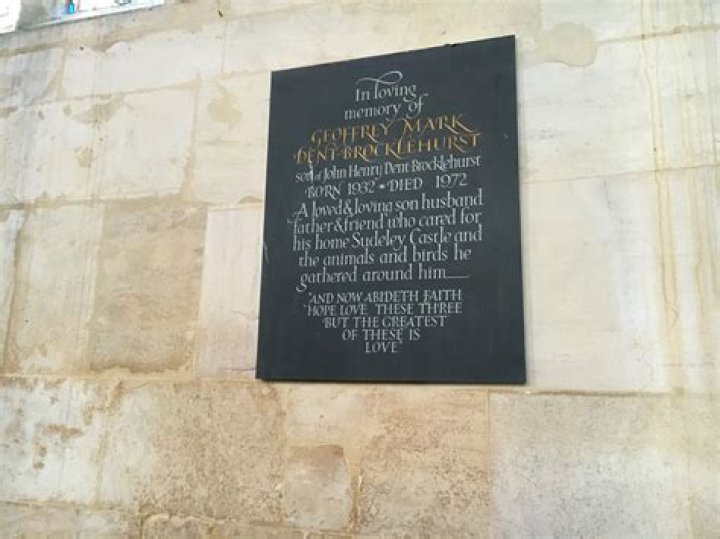 In loving
memory of
GEOFFREY MARK
DENT-BROCKLEHURST
son of John Henry Dent-Brocklehurst
BORN 1932 • DIED 1972
A loved & loving son husband
father & friend who cared for
his home Sudeley Castle and
the animals and birds he
gathered around him
"AND NOW ABIDETH FAITH
HOPE LOVE THESE THREE
BUT THE GREATEST
OF THESE IS
LOVE"